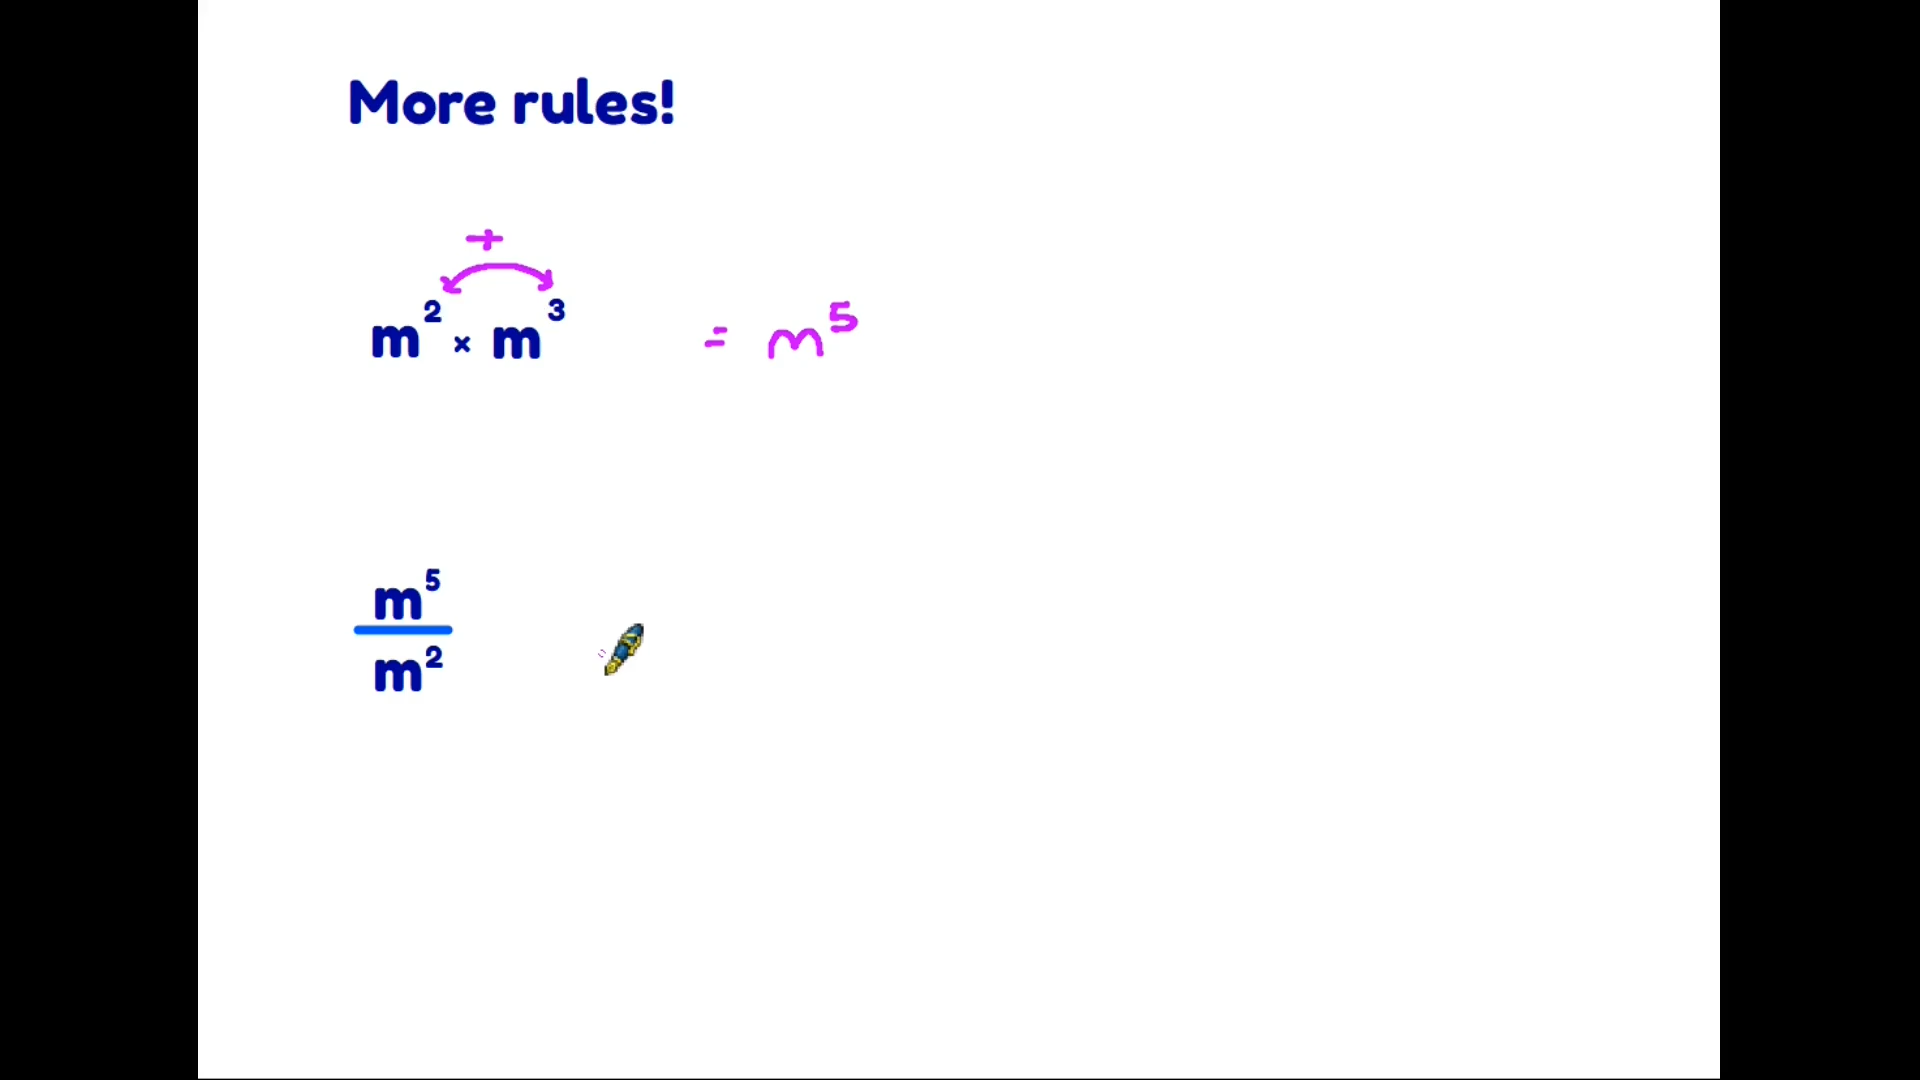 More rules!
+
m² × m³ = m⁵
m⁵
m²